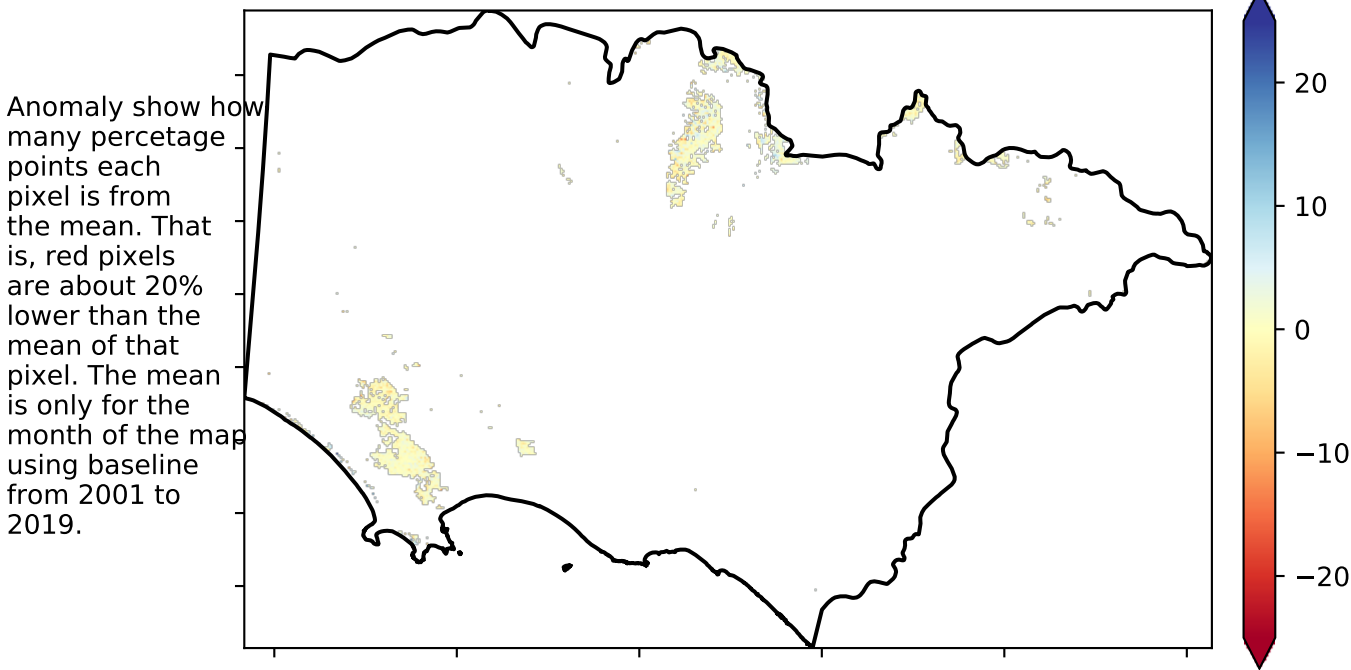 Anomaly show how
many percetage
points each
pixel is from
the mean. That
is, red pixels
are about 20%
lower than the
mean of that
pixel. The mean
is only for the
month of the map
using baseline
from 2001 to
2019.
20
10
0
−10
−20